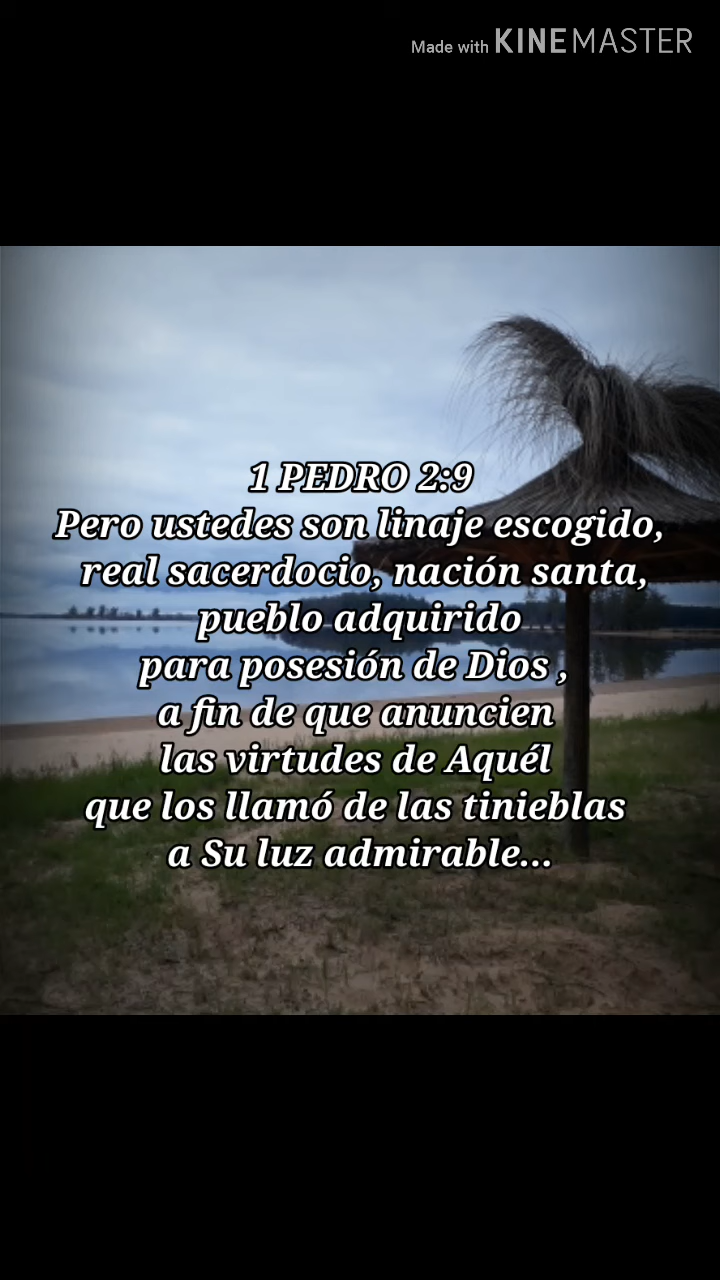 Made with KINEMASTER
1 PEDRO 2:9
Pero ustedes son linaje escogido,
real sacerdocio, nación santa,
pueblo adquirido
para posesión de Dios ,
a fin de que anuncien
las virtudes de Aquél
que los llamó de las tinieblas
a Su luz admirable...